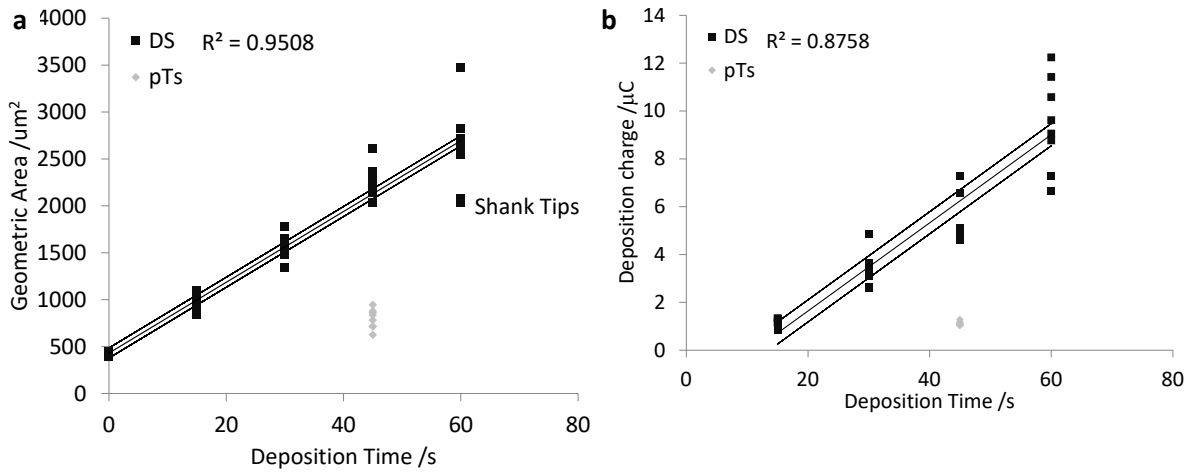 a
4000
3500
3000
2500
2000
1500
1000
500
0
Geometric Area /um²
DS R² = 0.9508
pTs
Shank Tips
0 20 40 60 80
Deposition Time /s
b
14
12
10
8
6
4
2
0
Deposition charge /μC
DS R² = 0.8758
pTs
0 20 40 60 80
Deposition Time /s